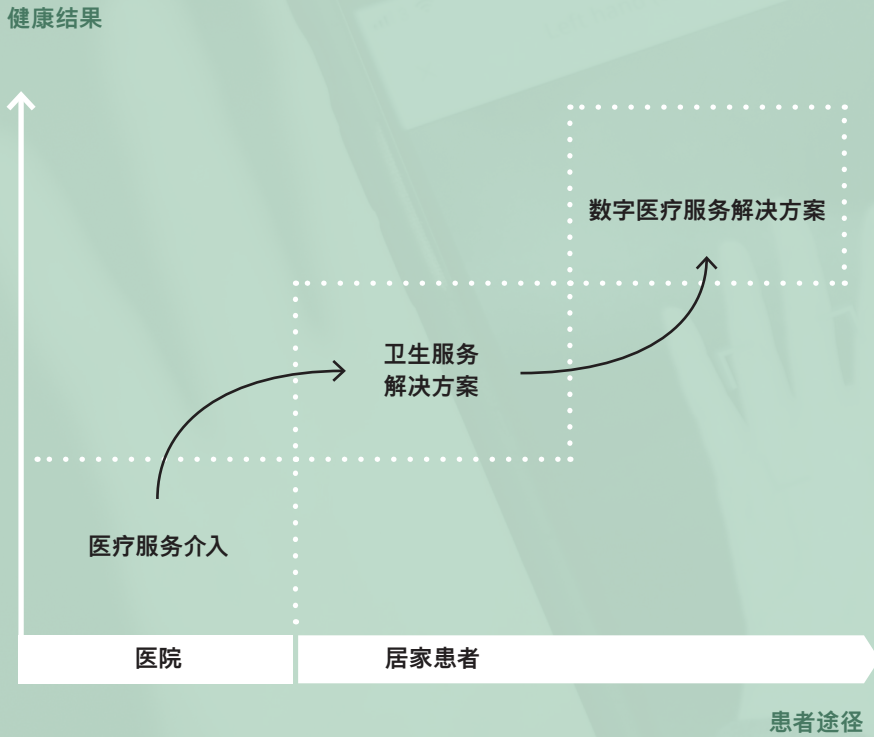 健康结果
数字医疗服务解决方案
卫生服务
解决方案
医疗服务介入
医院
居家患者
患者途径